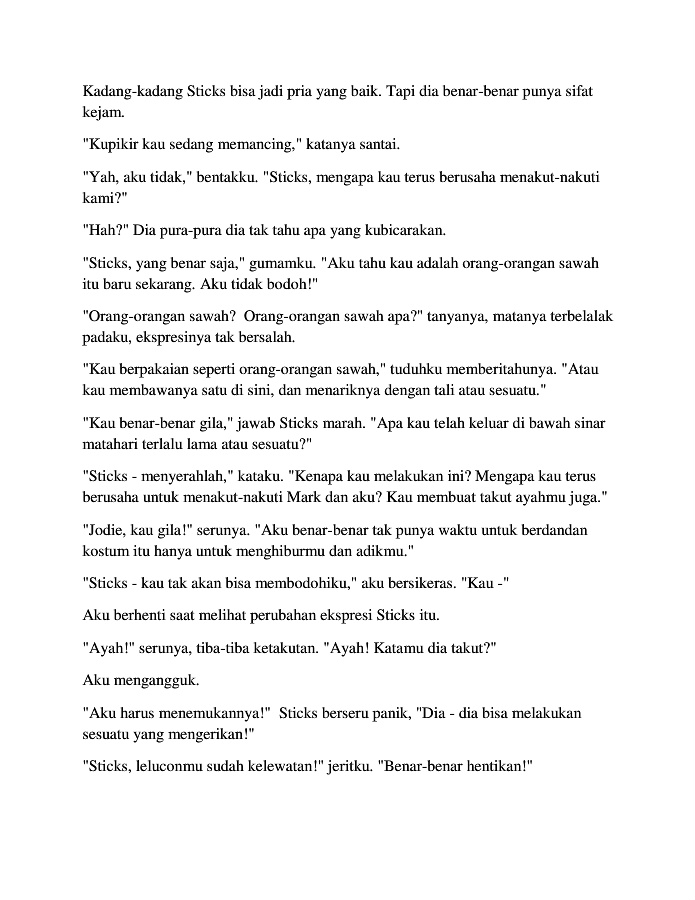 Kadang-kadang Sticks bisa jadi pria yang baik. Tapi dia benar-benar punya sifat
kejam.
"Kupikir kau sedang memancing," katanya santai.
"Yah, aku tidak," bentakku. "Sticks, mengapa kau terus berusaha menakut-nakuti
kami?"
"Hah?" Dia pura-pura dia tak tahu apa yang kubicarakan.
"Sticks, yang benar saja," gumamku. "Aku tahu kau adalah orang-orangan sawah
itu baru sekarang. Aku tidak bodoh!"
"Orang-orangan sawah?  Orang-orangan sawah apa?" tanyanya, matanya terbelalak
padaku, ekspresinya tak bersalah.
"Kau berpakaian seperti orang-orangan sawah," tuduhku memberitahunya. "Atau
kau membawanya satu di sini, dan menariknya dengan tali atau sesuatu."
"Kau benar-benar gila," jawab Sticks marah. "Apa kau telah keluar di bawah sinar
matahari terlalu lama atau sesuatu?"
"Sticks - menyerahlah," kataku. "Kenapa kau melakukan ini? Mengapa kau terus
berusaha untuk menakut-nakuti Mark dan aku? Kau membuat takut ayahmu juga."
"Jodie, kau gila!" serunya. "Aku benar-benar tak punya waktu untuk berdandan
kostum itu hanya untuk menghiburmu dan adikmu."
"Sticks - kau tak akan bisa membodohiku," aku bersikeras. "Kau -"
Aku berhenti saat melihat perubahan ekspresi Sticks itu.
"Ayah!" serunya, tiba-tiba ketakutan. "Ayah! Katamu dia takut?"
Aku mengangguk.
"Aku harus menemukannya!"  Sticks berseru panik, "Dia - dia bisa melakukan
sesuatu yang mengerikan!"
"Sticks, leluconmu sudah kelewatan!" jeritku. "Benar-benar hentikan!"